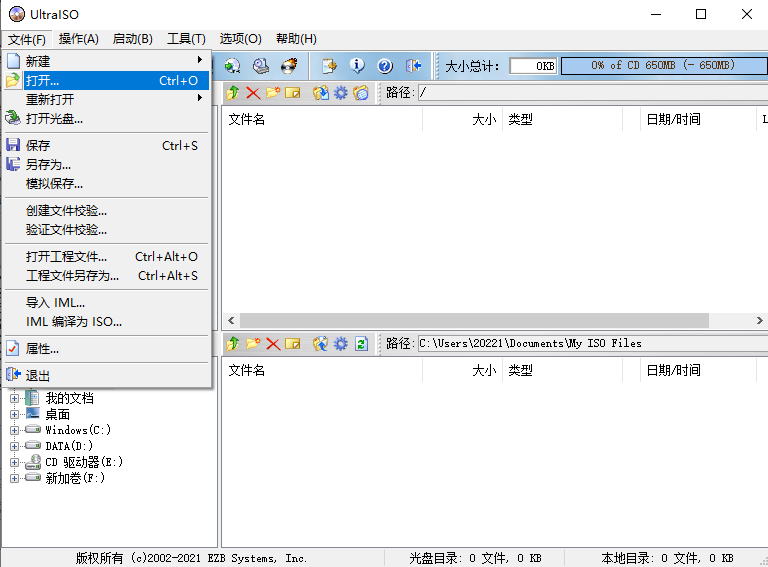 UltraISO
文件(F) 操作(A) 启动(B) 工具(T) 选项(O) 帮助(H)
新建
打开... Ctrl+O
重新打开
打开光盘...
保存 Ctrl+S
另存为...
模拟保存...
创建文件校验...
验证文件校验...
打开工程文件... Ctrl+Alt+O
工程文件另存为... Ctrl+Alt+S
导入 IML...
IML 编译为 ISO...
属性...
退出
大小总计: 0KB 0% of CD 650MB (- 650MB)
路径: /
文件名 大小 类型 日期/时间 L
路径: C:\Users\20221\Documents\My ISO Files
文件名 大小 类型 日期/时间
我的文档
桌面
Windows(C:)
DATA(D:)
CD 驱动器(E:)
新加卷(F:)
版权所有 (c)2002-2021 EZB Systems, Inc. 光盘目录: 0 文件, 0 KB 本地目录: 0 文件, 0 KB